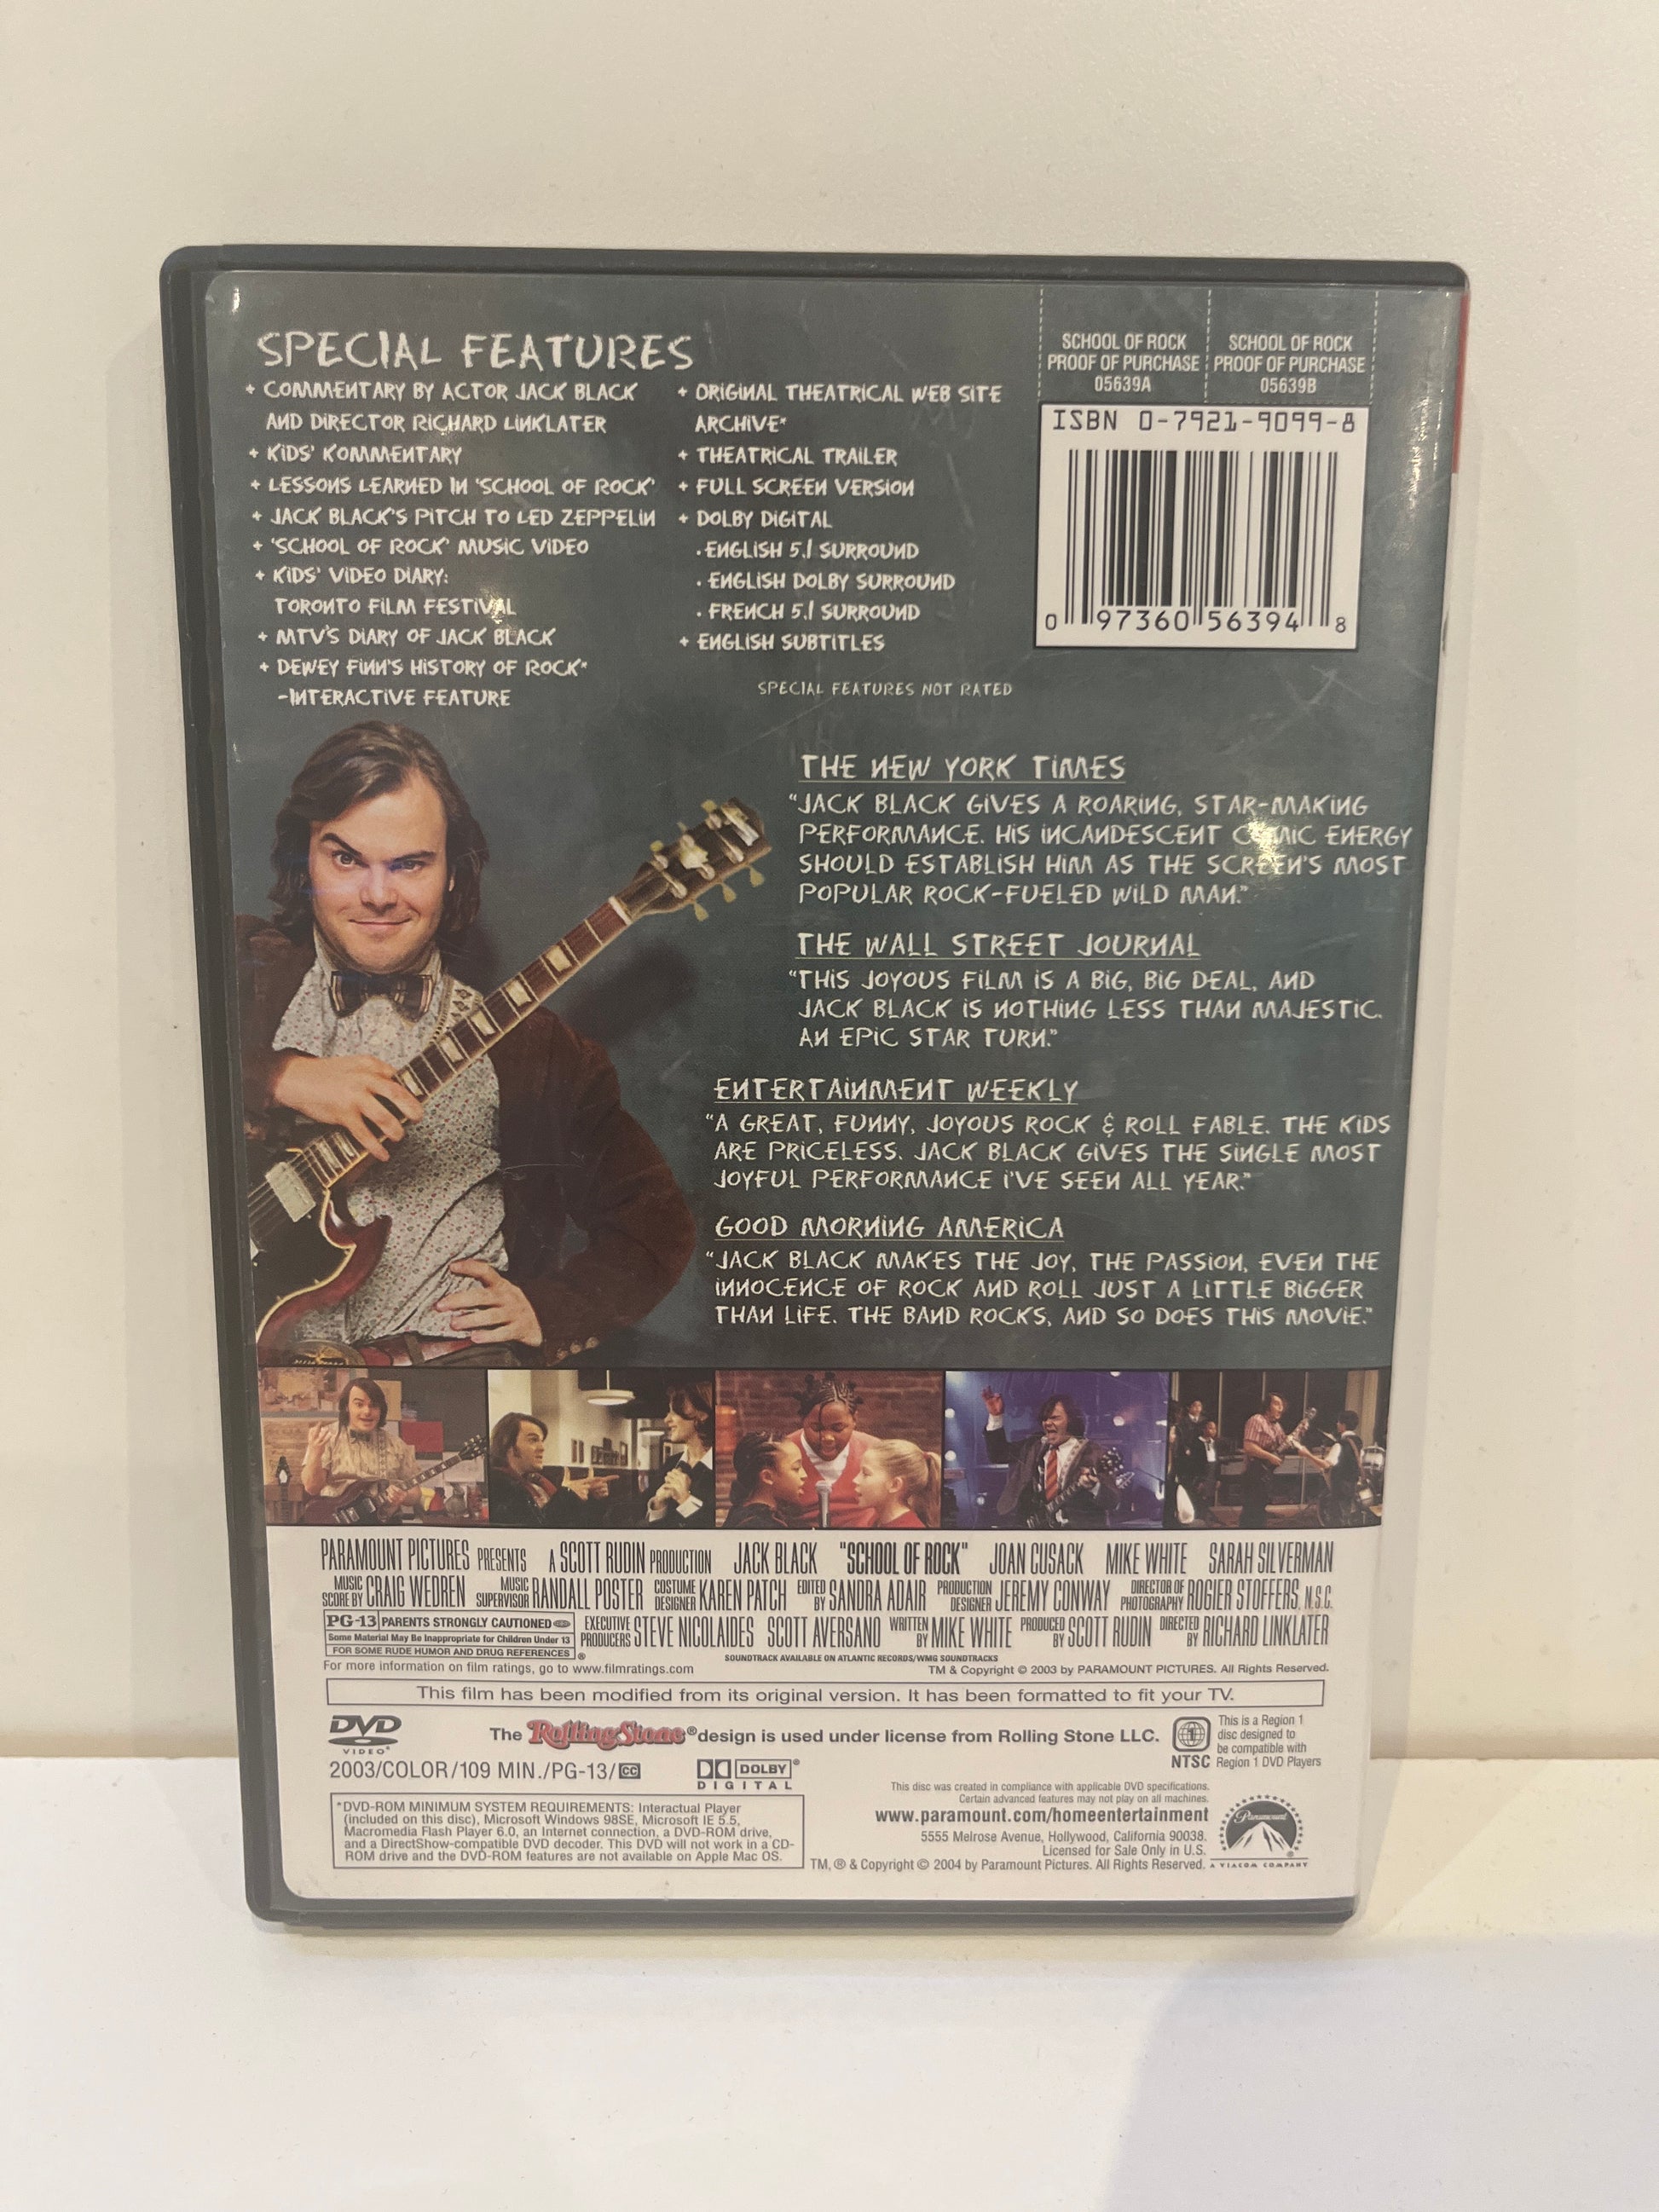 SPECIAL FEATURES
+ COMMENTARY BY ACTOR JACK BLACK
AND DIRECTOR RICHARD LINKLATER
+ KIDS' KOMMENTARY
+ LESSONS LEARNED IN 'SCHOOL OF ROCK'
+ JACK BLACK'S PITCH TO LED ZEPPELIN
+ 'SCHOOL OF ROCK' MUSIC VIDEO
+ KIDS' VIDEO DIARY:
TORONTO FILM FESTIVAL
+ MTV'S DIARY OF JACK BLACK
+ DEWEY FINN'S HISTORY OF ROCK*
-INTERACTIVE FEATURE
+ ORIGINAL THEATRICAL WEB SITE
ARCHIVE*
+ THEATRICAL TRAILER
+ FULL SCREEN VERSION
+ DOLBY DIGITAL
· ENGLISH 5.1 SURROUND
· ENGLISH DOLBY SURROUND
· FRENCH 5.1 SURROUND
+ ENGLISH SUBTITLES
SPECIAL FEATURES NOT RATED
SCHOOL OF ROCK
PROOF OF PURCHASE
05639A
SCHOOL OF ROCK
PROOF OF PURCHASE
05639B
ISBN 0-7921-9099-8
0 97360 56394 8
THE NEW YORK TIMES
"JACK BLACK GIVES A ROARING, STAR-MAKING
PERFORMANCE. HIS INCANDESCENT COMIC ENERGY
SHOULD ESTABLISH HIM AS THE SCREEN'S MOST
POPULAR ROCK-FUELED WILD MAN."
THE WALL STREET JOURNAL
"THIS JOYOUS FILM IS A BIG, BIG DEAL, AND
JACK BLACK IS NOTHING LESS THAN MAJESTIC.
AN EPIC STAR TURN."
ENTERTAINMENT WEEKLY
"A GREAT, FUNNY, JOYOUS ROCK & ROLL FABLE. THE KIDS
ARE PRICELESS. JACK BLACK GIVES THE SINGLE MOST
JOYFUL PERFORMANCE I'VE SEEN ALL YEAR."
GOOD MORNING AMERICA
"JACK BLACK MAKES THE JOY, THE PASSION, EVEN THE
INNOCENCE OF ROCK AND ROLL JUST A LITTLE BIGGER
THAN LIFE. THE BAND ROCKS, AND SO DOES THIS MOVIE."
PARAMOUNT PICTURES PRESENTS A SCOTT RUDIN PRODUCTION JACK BLACK "SCHOOL OF ROCK" JOAN CUSACK MIKE WHITE SARAH SILVERMAN
MUSIC SCORE BY CRAIG WEDREN MUSIC SUPERVISOR RANDALL POSTER COSTUME DESIGNER KAREN PATCH EDITED BY SANDRA ADAIR PRODUCTION DESIGNER JEREMY CONWAY DIRECTOR OF PHOTOGRAPHY ROGIER STOFFERS, N.S.C.
EXECUTIVE PRODUCERS STEVE NICOLAIDES SCOTT AVERSANO WRITTEN BY MIKE WHITE PRODUCED BY SCOTT RUDIN DIRECTED BY RICHARD LINKLATER
PG-13 PARENTS STRONGLY CAUTIONED
Some Material May Be Inappropriate for Children Under 13
FOR SOME RUDE HUMOR AND DRUG REFERENCES ®
SOUNDTRACK AVAILABLE ON ATLANTIC RECORDS/WMG SOUNDTRACKS
For more information on film ratings, go to www.filmratings.com
TM & Copyright © 2003 by PARAMOUNT PICTURES. All Rights Reserved.
This film has been modified from its original version. It has been formatted to fit your TV.
DVD
VIDEO
The RollingStone® design is used under license from Rolling Stone LLC.
1
NTSC
This is a Region 1
disc designed to
be compatible with
Region 1 DVD Players
2003/COLOR/109 MIN./PG-13/CC
DOLBY®
DIGITAL
*DVD-ROM MINIMUM SYSTEM REQUIREMENTS: Interactual Player
(included on this disc), Microsoft Windows 98SE, Microsoft IE 5.5,
Macromedia Flash Player 6.0, an Internet connection, a DVD-ROM drive,
and a DirectShow-compatible DVD decoder. This DVD will not work in a CD-
ROM drive and the DVD-ROM features are not available on Apple Mac OS.
This disc was created in compliance with applicable DVD specifications.
Certain advanced features may not play on all machines.
www.paramount.com/homeentertainment
5555 Melrose Avenue, Hollywood, California 90038.
Licensed for Sale Only in U.S.
TM, ® & Copyright © 2004 by Paramount Pictures. All Rights Reserved.
Paramount
A VIACOM COMPANY